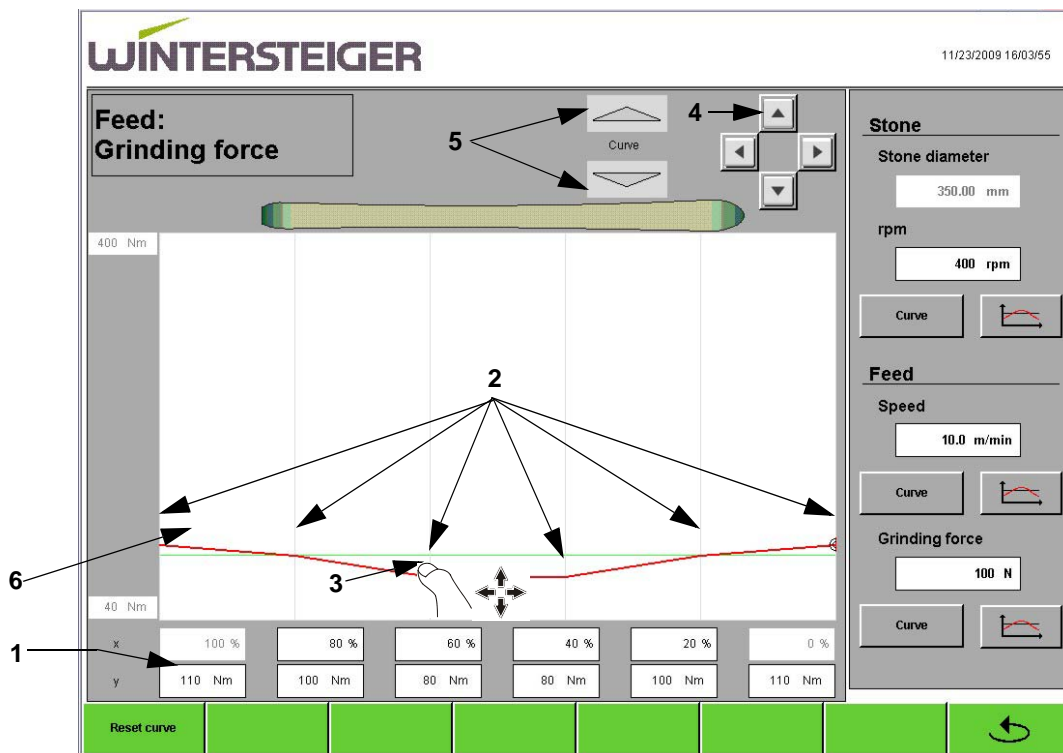 WINTERSTEIGER
11/23/2009 16/03/55
Feed:
Grinding force
5
Curve
4
400 Nm
2
3
6
40 Nm
1
x 100 % 80 % 60 % 40 % 20 % 0 %
y 110 Nm 100 Nm 80 Nm 80 Nm 100 Nm 110 Nm
Stone
Stone diameter
350.00 mm
rpm
400 rpm
Curve
Feed
Speed
10.0 m/min
Curve
Grinding force
100 N
Curve
Reset curve